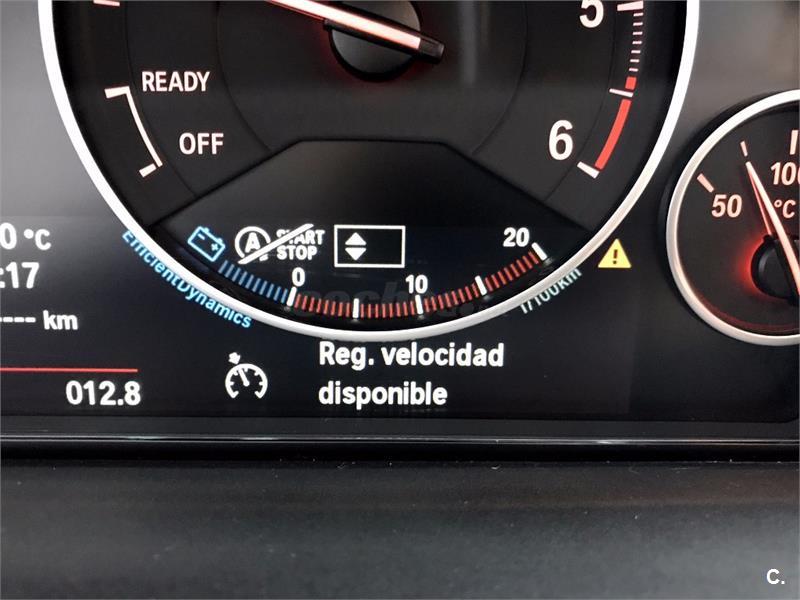 5
READY
OFF
6
50
100
°C
0 °C
:17
---- km
012.8
START
STOP
0
10
20
EfficientDynamics
l/100km
Reg. velocidad
disponible
C.